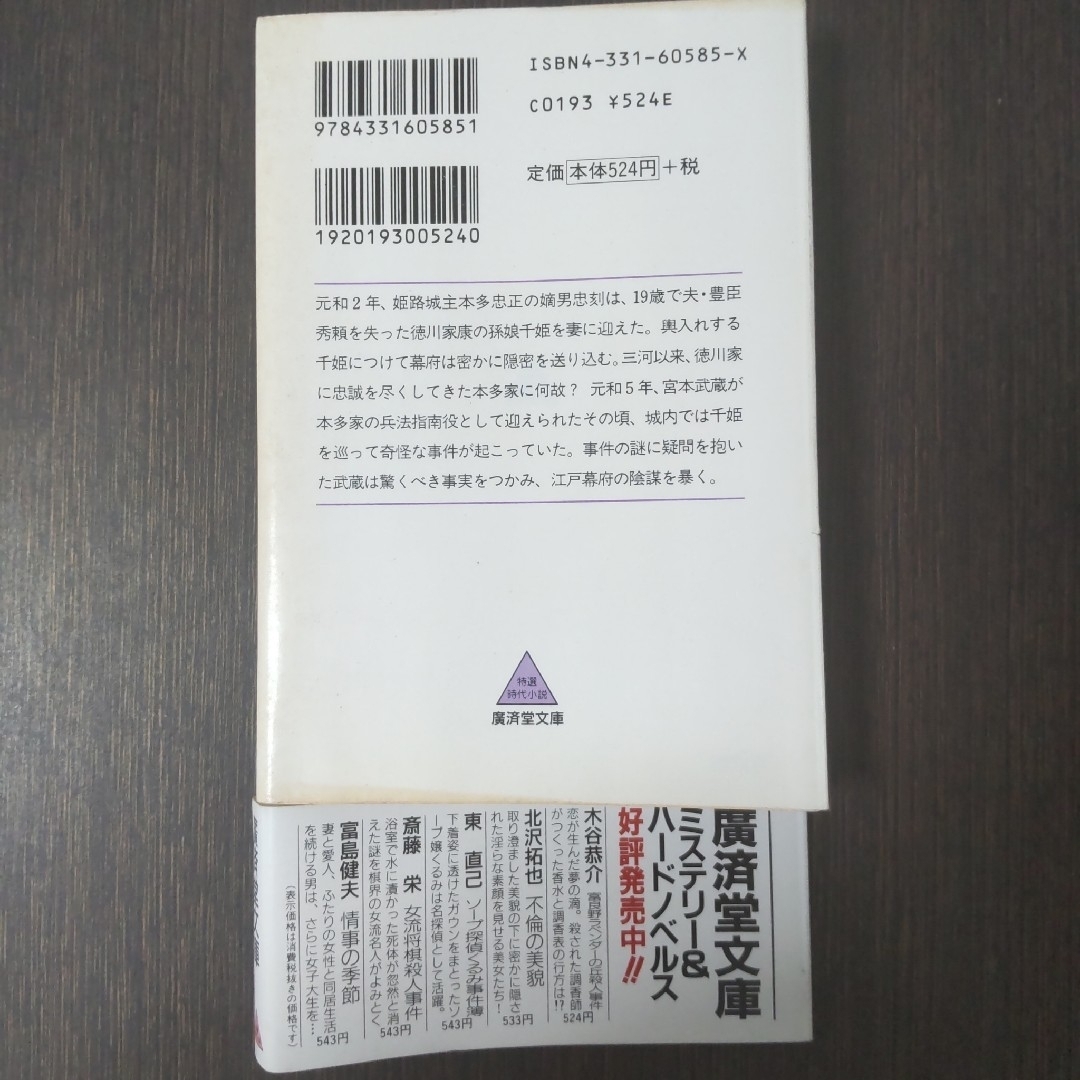 ISBN4-331-60585-X
C0193 ¥524E
9784331605851
定価本体524円+税
1920193005240
元和2年、姫路城主本多忠正の嫡男忠刻は、19歳で夫・豊臣
秀頼を失った徳川家康の孫娘千姫を妻に迎えた。輿入れする
千姫につけて幕府は密かに隠密を送り込む。三河以来、徳川家
に忠誠を尽くしてきた本多家に何故? 元和5年、宮本武蔵が
本多家の兵法指南役として迎えられたその頃、城内では千姫
を巡って奇怪な事件が起こっていた。事件の謎に疑問を抱い
た武蔵は驚くべき事実をつかみ、江戸幕府の陰謀を暴く。
特選
時代小説
廣済堂文庫
廣済堂文庫
ミステリー&
ハードノベルス
好評発売中!!
木谷恭介 富良野ラベンダーの丘殺人事件
恋が生んだ夢の滴。殺された調香師
がつくった香水と調香表の行方は!? 524円
北沢拓也 不倫の美貌
取り澄ました美貌の下に密かに隠さ
れた淫らな素顔を見せる美女たち! 533円
東 直己 ソープ探偵くるみ事件簿
下着姿に透けたガウンをまとったソ
ープ嬢くるみは名探偵として活躍。 543円
斎藤 栄 女流将棋殺人事件
浴室で水に漬かった死体が忽然と消
えた謎を棋界の女流名人がよみとく 543円
富島健夫 情事の季節
妻と愛人、ふたりの女性と同居生活
を続ける男は、さらに女子大生を… 543円
(表示価格は消費税抜きの価格です)